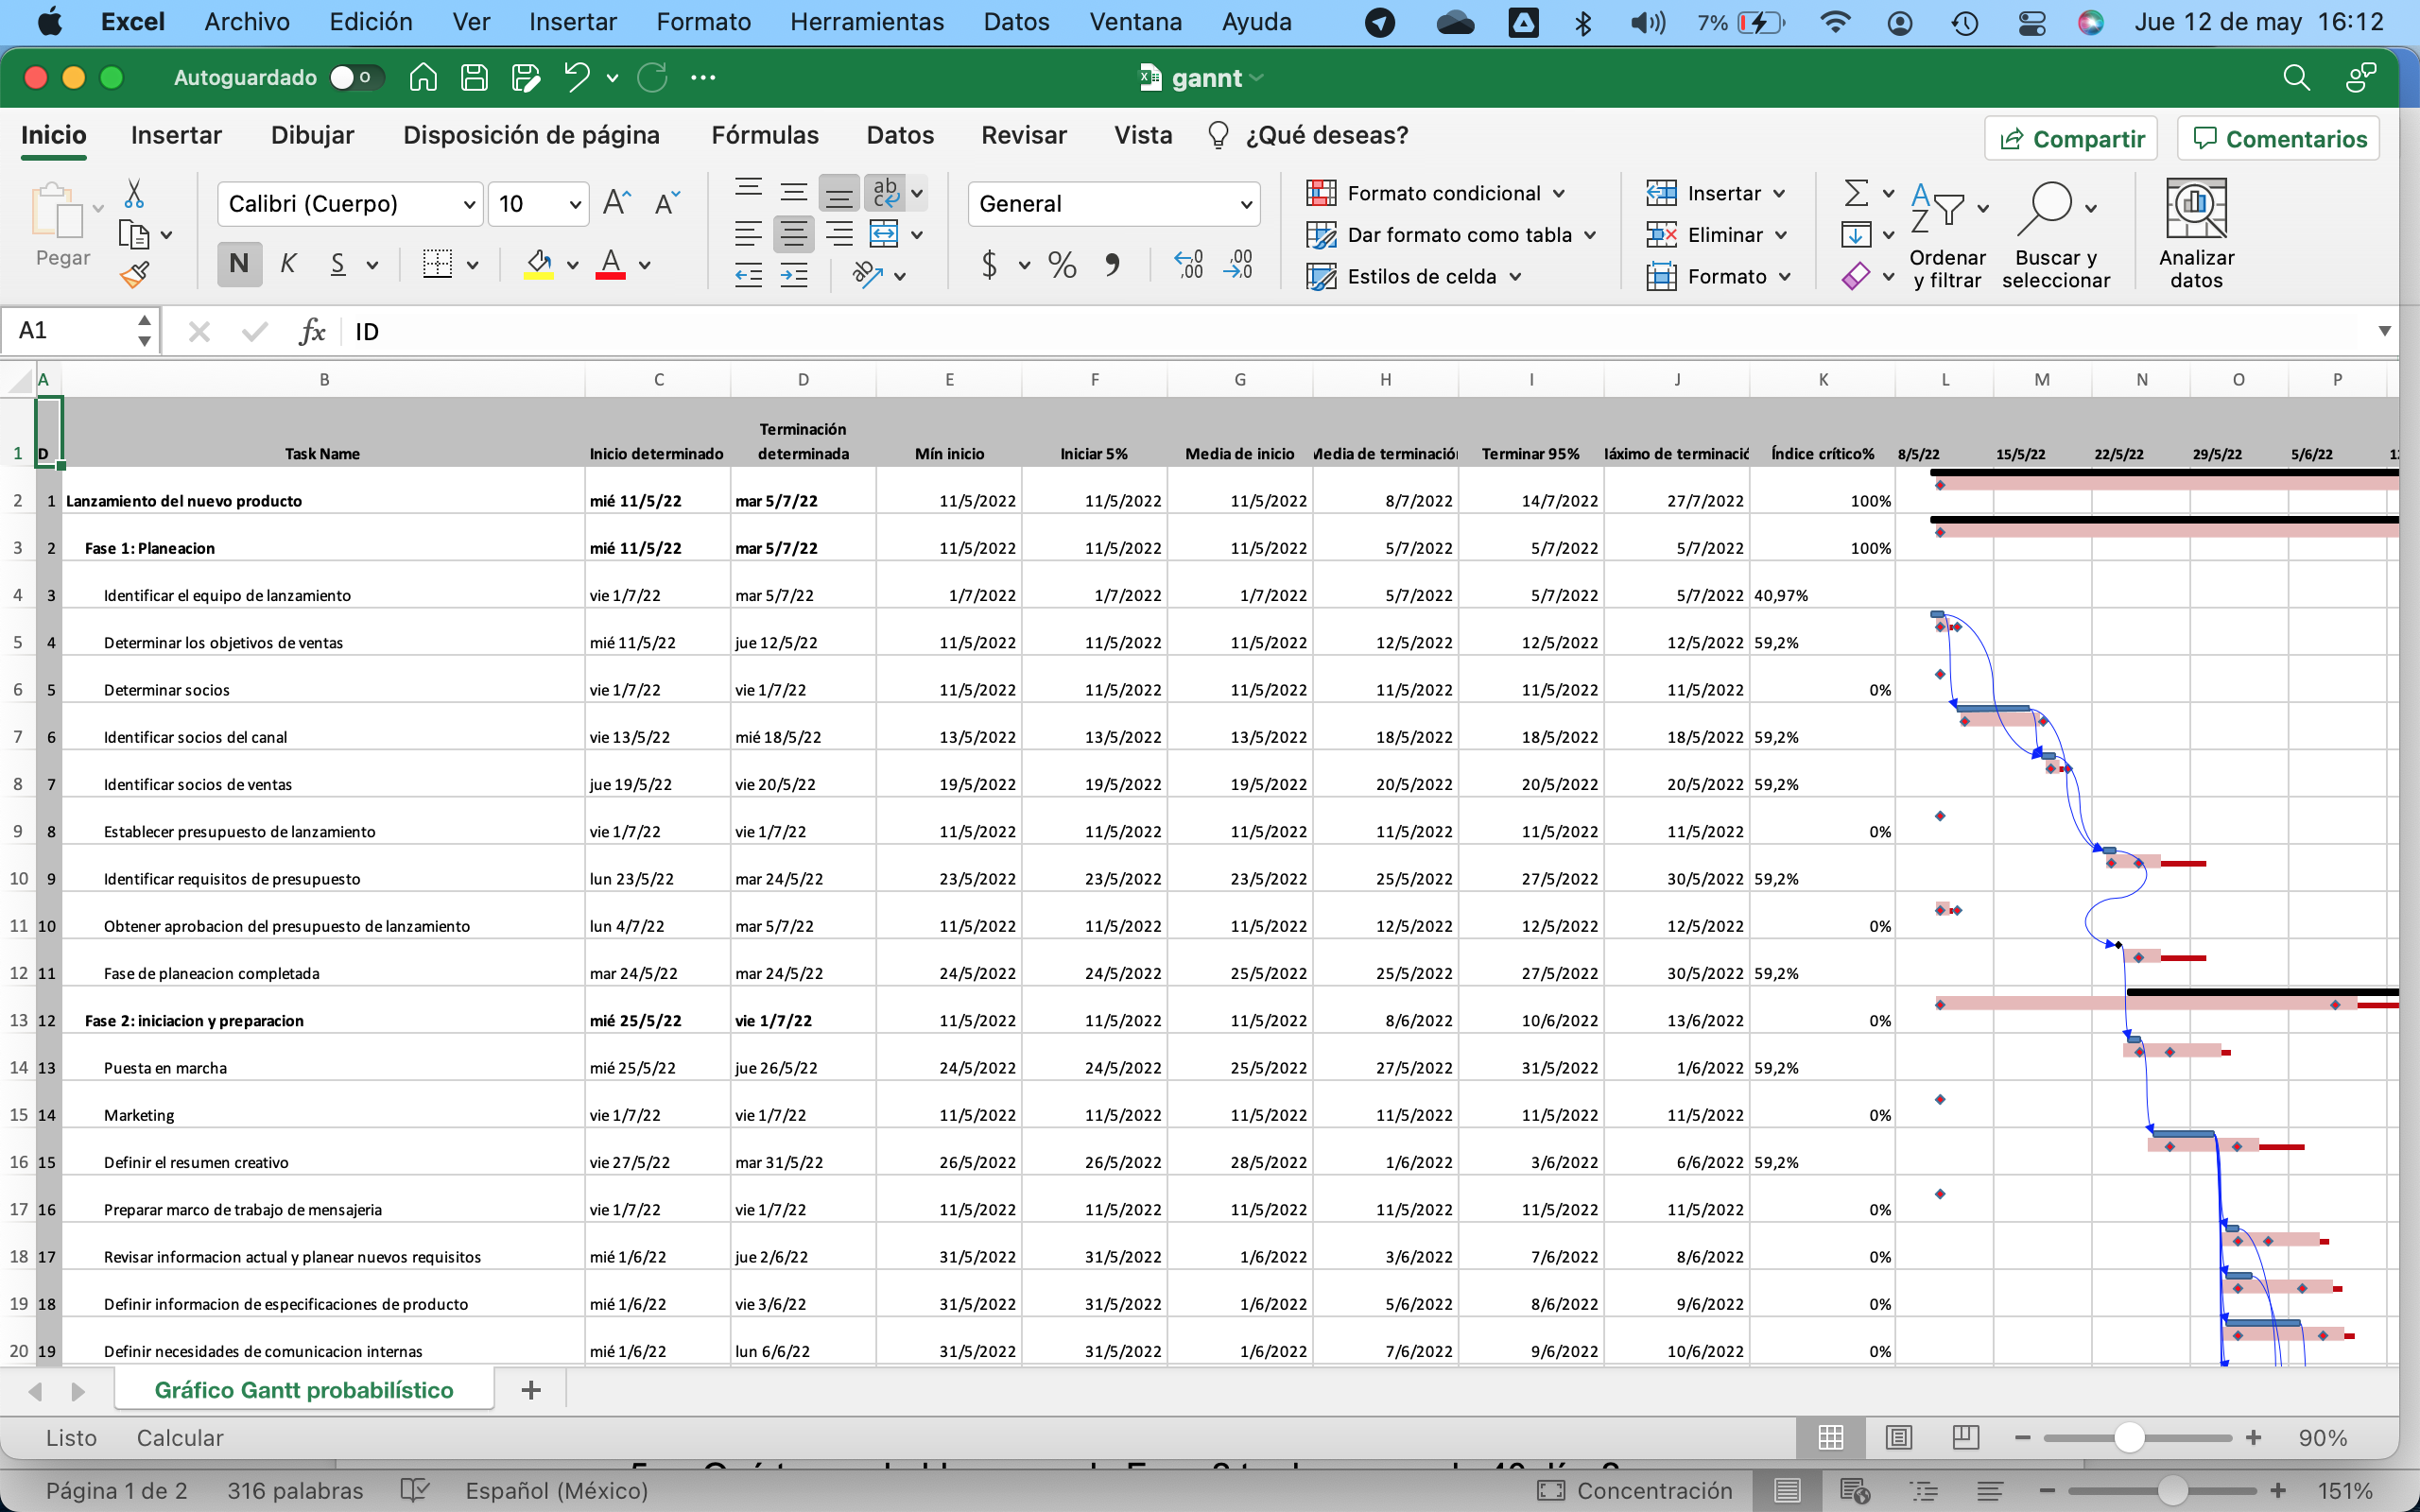 Excel Archivo Edición Ver Insertar Formato Herramientas Datos Ventana Ayuda 7% Jue 12 de may 16:12
Autoguardado gannt
Inicio Insertar Dibujar Disposición de página Fórmulas Datos Revisar Vista ¿Qué deseas? Compartir Comentarios
Pegar
Calibri (Cuerpo) 10
N K S
General
$ %
Formato condicional
Dar formato como tabla
Estilos de celda
Insertar
Eliminar
Formato
Ordenar y filtrar
Buscar y seleccionar
Analizar datos
A1 fx ID
A B C D E F G H I J K L M N O P
1 D Task Name Inicio determinado Terminación determinada Mín inicio Iniciar 5% Media de inicio Media de terminación Terminar 95% láximo de terminació Índice crítico% 8/5/22 15/5/22 22/5/22 29/5/22 5/6/22
2 1 Lanzamiento del nuevo producto mié 11/5/22 mar 5/7/22 11/5/2022 11/5/2022 11/5/2022 8/7/2022 14/7/2022 27/7/2022 100%
3 2 Fase 1: Planeacion mié 11/5/22 mar 5/7/22 11/5/2022 11/5/2022 11/5/2022 5/7/2022 5/7/2022 5/7/2022 100%
4 3 Identificar el equipo de lanzamiento vie 1/7/22 mar 5/7/22 1/7/2022 1/7/2022 1/7/2022 5/7/2022 5/7/2022 5/7/2022 40,97%
5 4 Determinar los objetivos de ventas mié 11/5/22 jue 12/5/22 11/5/2022 11/5/2022 11/5/2022 12/5/2022 12/5/2022 12/5/2022 59,2%
6 5 Determinar socios vie 1/7/22 vie 1/7/22 11/5/2022 11/5/2022 11/5/2022 11/5/2022 11/5/2022 11/5/2022 0%
7 6 Identificar socios del canal vie 13/5/22 mié 18/5/22 13/5/2022 13/5/2022 13/5/2022 18/5/2022 18/5/2022 18/5/2022 59,2%
8 7 Identificar socios de ventas jue 19/5/22 vie 20/5/22 19/5/2022 19/5/2022 19/5/2022 20/5/2022 20/5/2022 20/5/2022 59,2%
9 8 Establecer presupuesto de lanzamiento vie 1/7/22 vie 1/7/22 11/5/2022 11/5/2022 11/5/2022 11/5/2022 11/5/2022 11/5/2022 0%
10 9 Identificar requisitos de presupuesto lun 23/5/22 mar 24/5/22 23/5/2022 23/5/2022 23/5/2022 25/5/2022 27/5/2022 30/5/2022 59,2%
11 10 Obtener aprobacion del presupuesto de lanzamiento lun 4/7/22 mar 5/7/22 11/5/2022 11/5/2022 11/5/2022 12/5/2022 12/5/2022 12/5/2022 0%
12 11 Fase de planeacion completada mar 24/5/22 mar 24/5/22 24/5/2022 24/5/2022 25/5/2022 25/5/2022 27/5/2022 30/5/2022 59,2%
13 12 Fase 2: iniciacion y preparacion mié 25/5/22 vie 1/7/22 11/5/2022 11/5/2022 11/5/2022 8/6/2022 10/6/2022 13/6/2022 0%
14 13 Puesta en marcha mié 25/5/22 jue 26/5/22 24/5/2022 24/5/2022 25/5/2022 27/5/2022 31/5/2022 1/6/2022 59,2%
15 14 Marketing vie 1/7/22 vie 1/7/22 11/5/2022 11/5/2022 11/5/2022 11/5/2022 11/5/2022 11/5/2022 0%
16 15 Definir el resumen creativo vie 27/5/22 mar 31/5/22 26/5/2022 26/5/2022 28/5/2022 1/6/2022 3/6/2022 6/6/2022 59,2%
17 16 Preparar marco de trabajo de mensajeria vie 1/7/22 vie 1/7/22 11/5/2022 11/5/2022 11/5/2022 11/5/2022 11/5/2022 11/5/2022 0%
18 17 Revisar informacion actual y planear nuevos requisitos mié 1/6/22 jue 2/6/22 31/5/2022 31/5/2022 1/6/2022 3/6/2022 7/6/2022 8/6/2022 0%
19 18 Definir informacion de especificaciones de producto mié 1/6/22 vie 3/6/22 31/5/2022 31/5/2022 1/6/2022 5/6/2022 8/6/2022 9/6/2022 0%
20 19 Definir necesidades de comunicacion internas mié 1/6/22 lun 6/6/22 31/5/2022 31/5/2022 1/6/2022 7/6/2022 9/6/2022 10/6/2022 0%
Gráfico Gantt probabilístico +
Listo Calcular 90%
Página 1 de 2 316 palabras Español (México) Concentración 151%